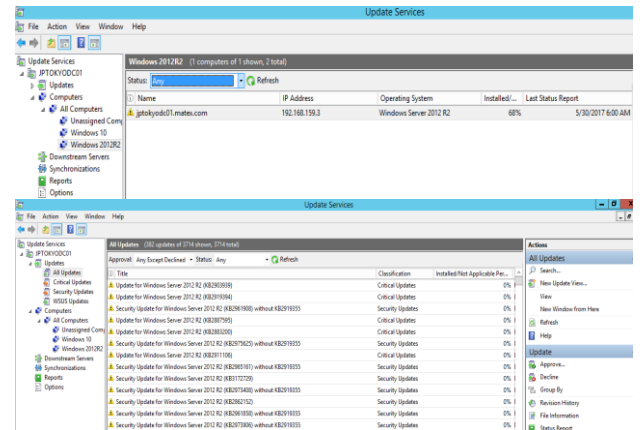 Update Services
File Action View Window Help
Update Services
JPTOKYODC01
Updates
Computers
All Computers
Unassigned Comp
Windows 10
Windows 2012R2
Downstream Servers
Synchronizations
Reports
Options
Windows 2012R2 (1 computers of 1 shown, 2 total)
Status: Any Refresh
Name IP Address Operating System Installed/... Last Status Report
jptokyodc01.matex.com 192.168.159.3 Windows Server 2012 R2 68% 5/30/2017 6:00 AM
Update Services
File Action View Window Help
Update Services
JPTOKYODC01
Updates
All Updates
Critical Updates
Security Updates
WSUS Updates
Computers
All Computers
Unassigned Comp
Windows 10
Windows 2012R2
Downstream Servers
Synchronizations
Reports
Options
All Updates (382 updates of 3714 shown, 3714 total)
Approval: Any Except Declined Status: Any Refresh
Title Classification Installed/Not Applicable Per...
Update for Windows Server 2012 R2 (KB2903939) Critical Updates 0%
Update for Windows Server 2012 R2 (KB2919394) Critical Updates 0%
Security Update for Windows Server 2012 R2 (KB2961908) without KB2919355 Security Updates 0%
Update for Windows Server 2012 R2 (KB2887595) Critical Updates 0%
Update for Windows Server 2012 R2 (KB2883200) Critical Updates 0%
Security Update for Windows Server 2012 R2 (KB2975625) without KB2919355 Security Updates 0%
Update for Windows Server 2012 R2 (KB2911106) Critical Updates 0%
Security Update for Windows Server 2012 R2 (KB2965161) without KB2919355 Security Updates 0%
Security Update for Windows Server 2012 R2 (KB3172729) Security Updates 0%
Security Update for Windows Server 2012 R2 (KB2973408) without KB2919355 Security Updates 0%
Security Update for Windows Server 2012 R2 (KB2862152) Security Updates 0%
Security Update for Windows Server 2012 R2 (KB2961858) without KB2919355 Security Updates 0%
Security Update for Windows Server 2012 R2 (KB2973906) without KB2919355 Security Updates 0%
Actions
All Updates
Search...
New Update View...
View
New Window from Here
Refresh
Help
Update
Approve...
Decline
Group By
Revision History
File Information
Status Report